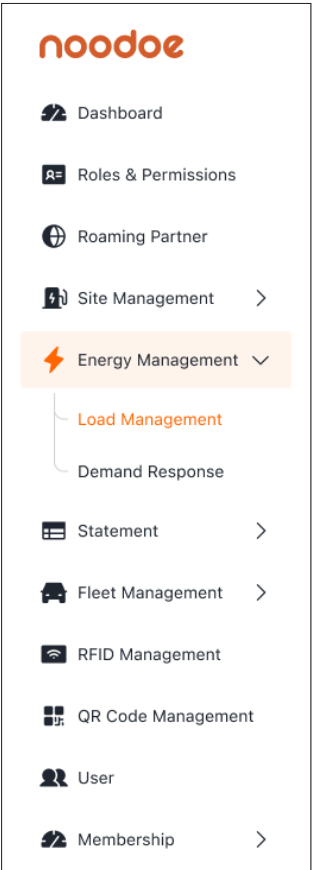 noodoe
Dashboard
Roles & Permissions
Roaming Partner
Site Management
Energy Management
Load Management
Demand Response
Statement
Fleet Management
RFID Management
QR Code Management
User
Membership